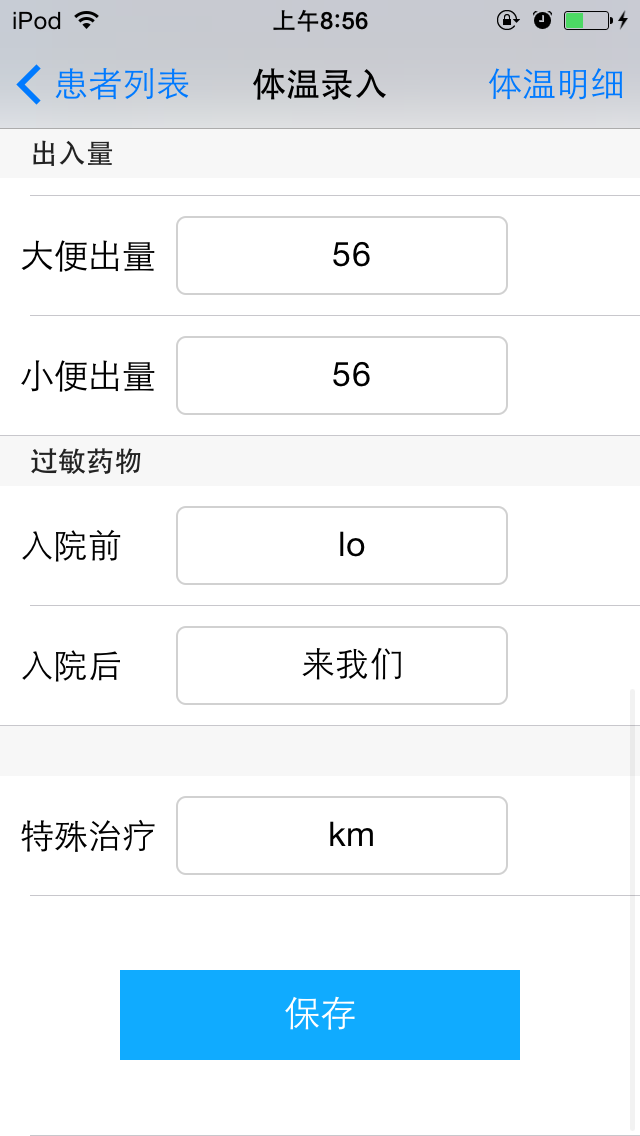 iPod 上午8:56
患者列表 体温录入 体温明细
出入量
大便出量 56
小便出量 56
过敏药物
入院前 lo
入院后 来我们
特殊治疗 km
保存